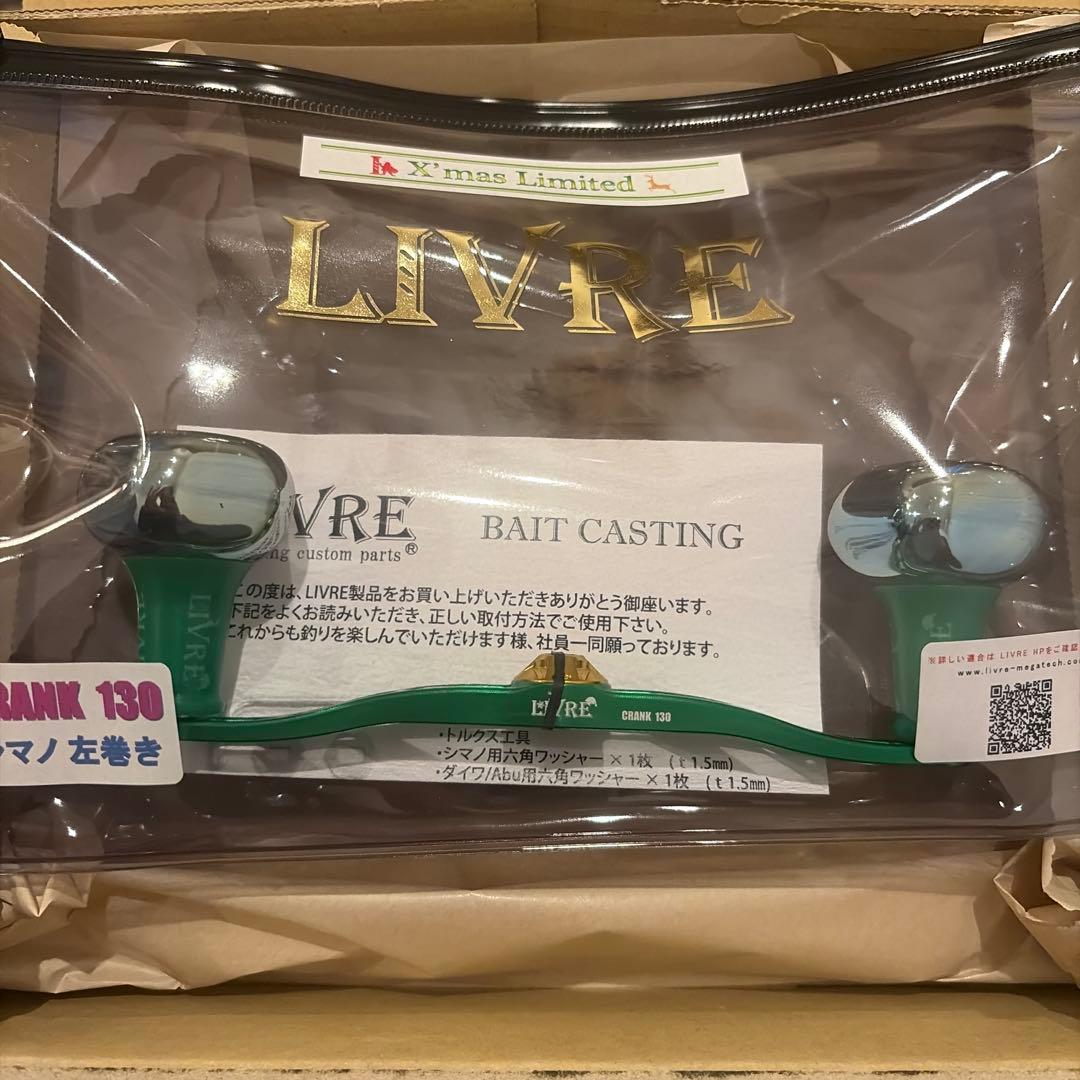 X'mas Limited
LIVRE
IVRE
ng custom parts®
BAIT CASTING
この度は、LIVRE製品をお買い上げいただきありがとう御座います。
下記をよくお読みいただき、正しい取付方法でご使用下さい。
これからも釣りを楽しんでいただけます様、社員一同願っております。
LIVRE
RANK 130
シマノ 左巻き
LIVRE
CRANK 130
・トルクス工具
・シマノ用六角ワッシャー × 1枚 (t 1.5mm)
・ダイワ/Abu用六角ワッシャー × 1枚 (t 1.5mm)
※詳しい適合は LIVRE HPをご確認
www.livre-megatech.com